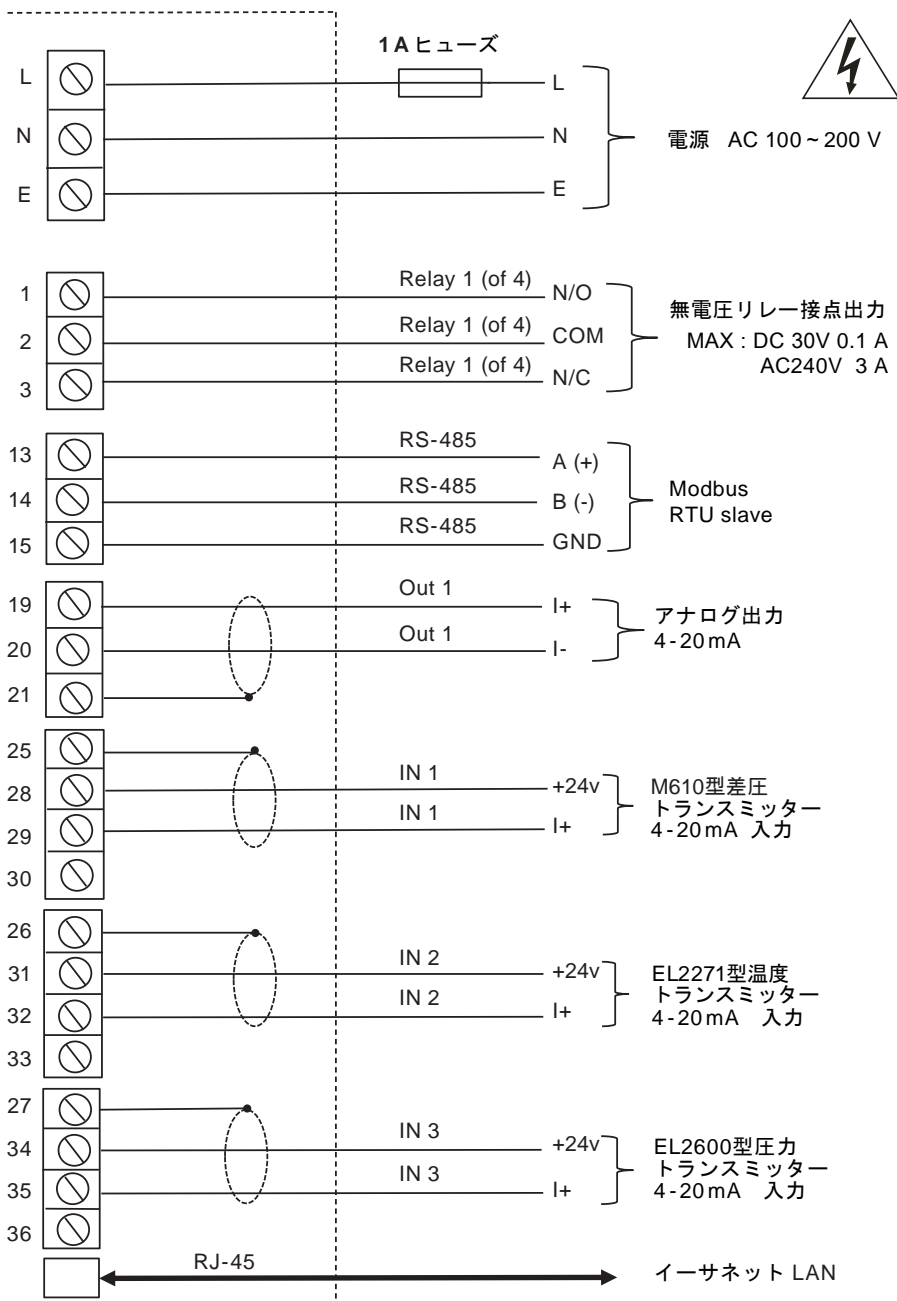 1A ヒューズ
L
L
N
N
電源 AC 100~200 V
E
E
1
Relay 1 (of 4)
N/O
2
Relay 1 (of 4)
COM
3
Relay 1 (of 4)
N/C
無電圧リレー接点出力
MAX : DC 30V 0.1 A
AC240V 3 A
13
RS-485
A (+)
14
RS-485
B (-)
15
RS-485
GND
Modbus
RTU slave
19
Out 1
I+
20
Out 1
I-
21
アナログ出力
4-20mA
25
28
IN 1
+24v
29
IN 1
I+
30
M610型差圧
トランスミッター
4-20mA 入力
26
31
IN 2
+24v
32
IN 2
I+
33
EL2271型温度
トランスミッター
4-20mA 入力
27
34
IN 3
+24v
35
IN 3
I+
36
EL2600型圧力
トランスミッター
4-20mA 入力
RJ-45
イーサネット LAN